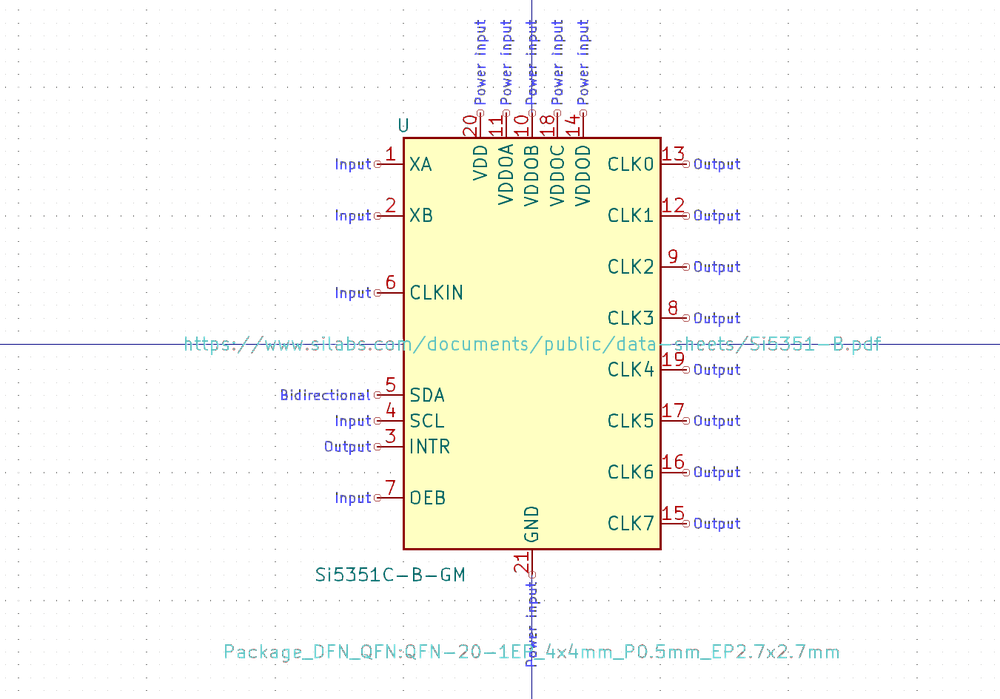 Power input Power input Power input Power input Power input
20 11 10 18 14
U
VDD VDDOA VDDOB VDDOC VDDOD
Input 1 XA CLK0 13 Output
Input 2 XB CLK1 12 Output
CLK2 9 Output
Input 6 CLKIN
CLK3 8 Output
https://www.silabs.com/documents/public/data-sheets/Si5351-B.pdf
CLK4 19 Output
Bidirectional 5 SDA
Input 4 SCL CLK5 17 Output
Output 3 INTR
CLK6 16 Output
Input 7 OEB
CLK7 15 Output
GND
21
Si5351C-B-GM
Power input
Package_DFN_QFN:QFN-20-1EP_4x4mm_P0.5mm_EP2.7x2.7mm